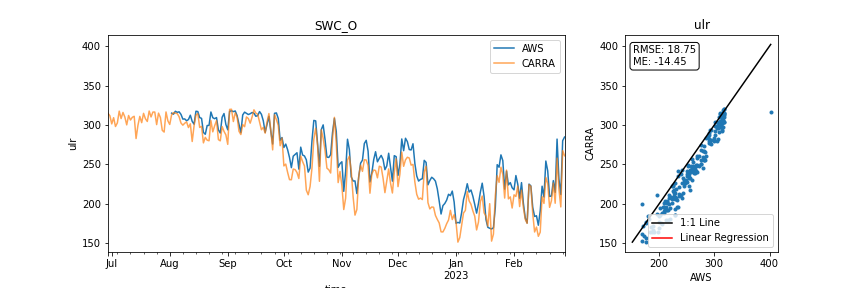 SWC_O
ulr
400
350
300
250
200
150
ulr
AWS
CARRA
Jul
Aug
Sep
Oct
Nov
Dec
Jan
2023
Feb
time
400
350
300
250
200
150
CARRA
RMSE: 18.75
ME: -14.45
1:1 Line
Linear Regression
200
300
400
AWS